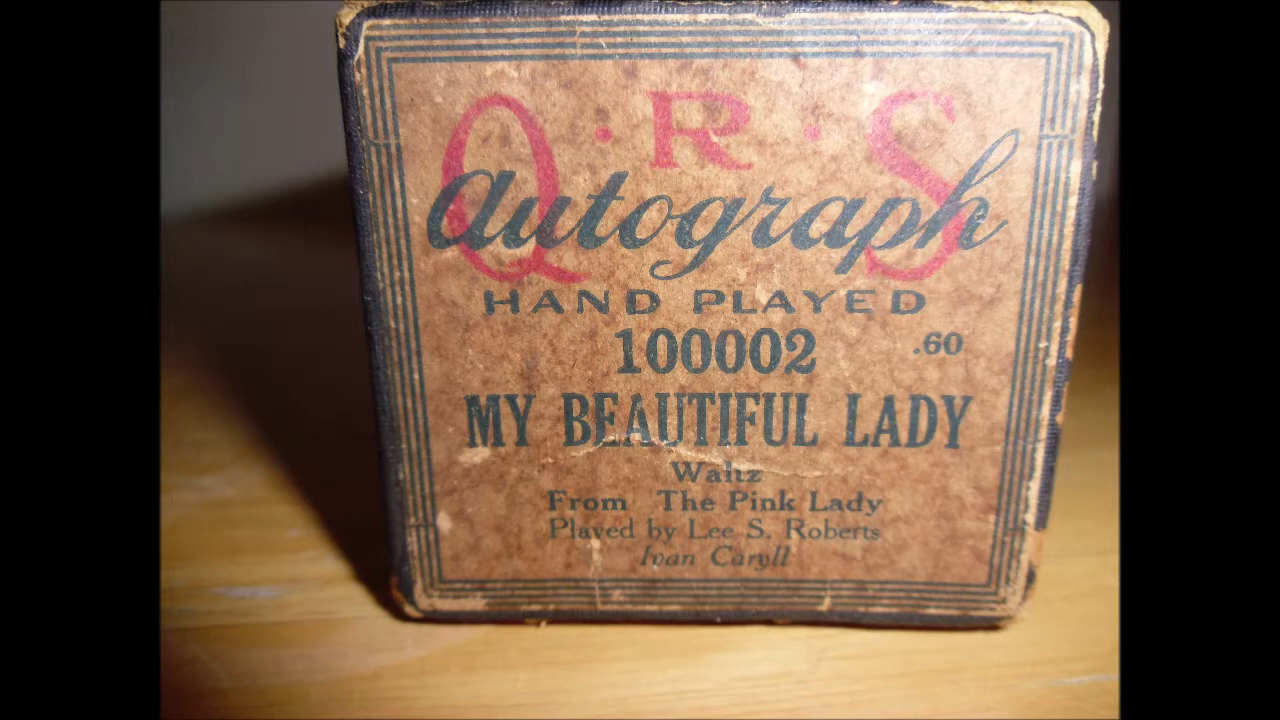 Q·R·S
Autograph
HAND PLAYED
100002 .60
MY BEAUTIFUL LADY
Waltz
From The Pink Lady
Played by Lee S. Roberts
Ivan Caryll